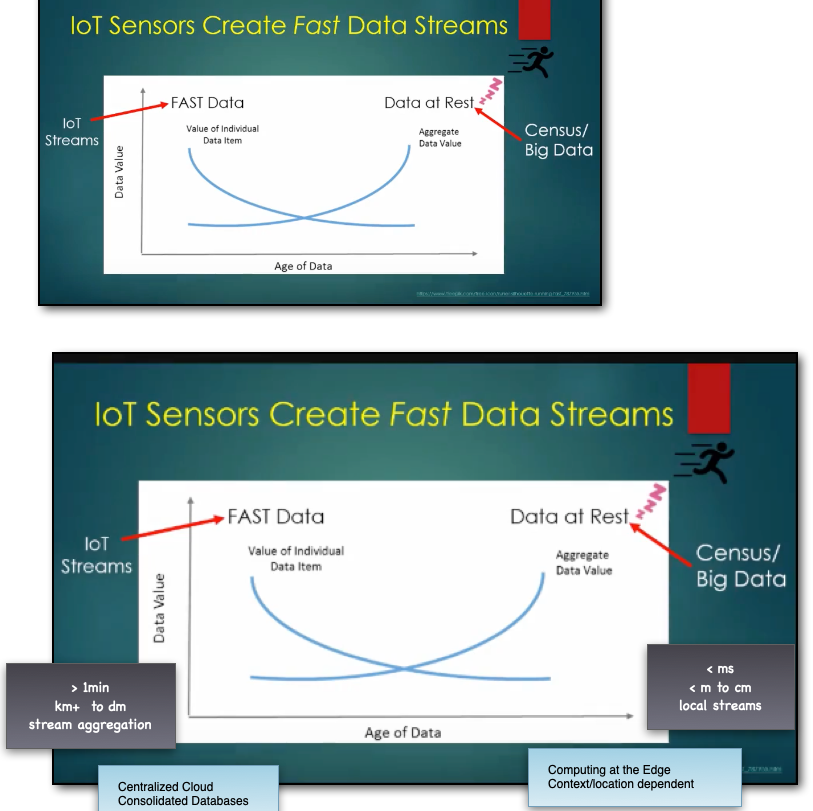 IoT Sensors Create Fast Data Streams
FAST Data
Data at Rest
zzz
IoT
Streams
Value of Individual
Data Item
Aggregate
Data Value
Census/
Big Data
Data Value
Age of Data
IoT Sensors Create Fast Data Streams
FAST Data
Data at Rest
zzz
IoT
Streams
Value of Individual
Data Item
Aggregate
Data Value
Census/
Big Data
Data Value
> 1min
km+ to dm
stream aggregation
< ms
< m to cm
local streams
Age of Data
Centralized Cloud
Consolidated Databases
Computing at the Edge
Context/location dependent